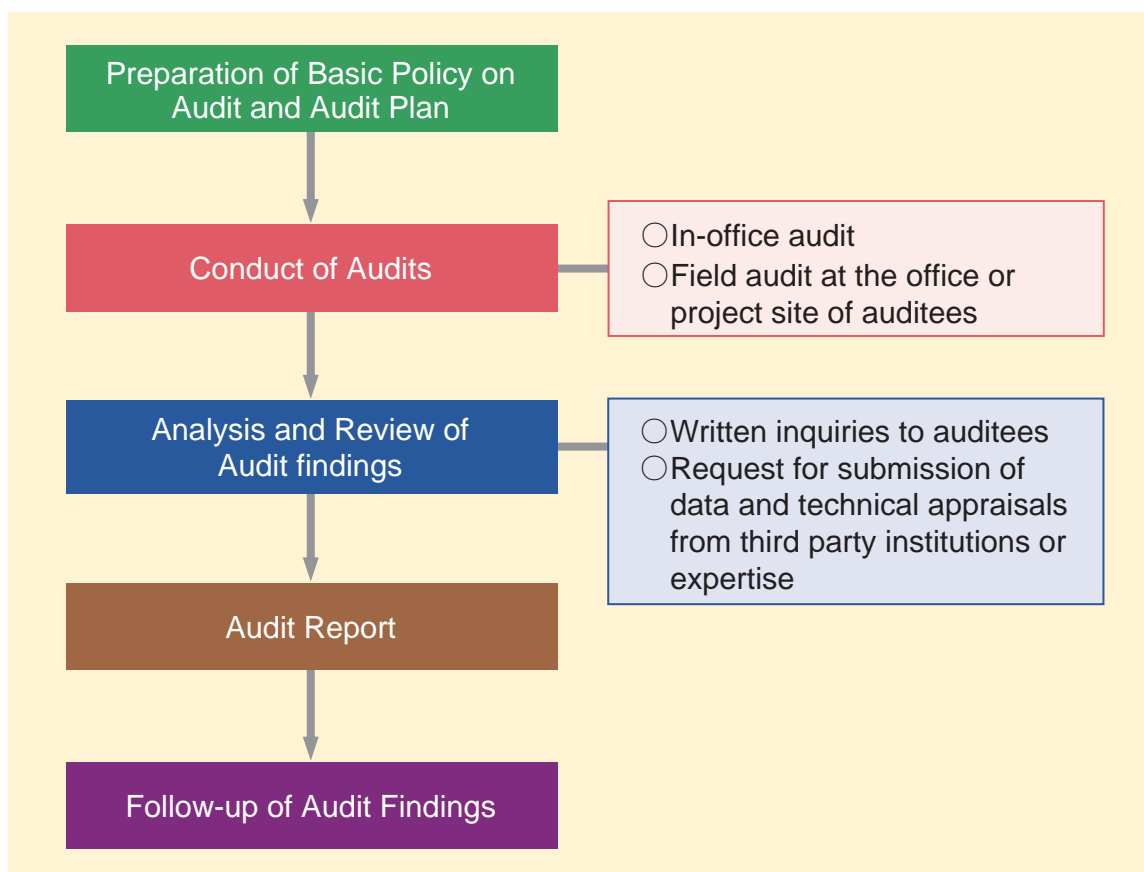 Preparation of Basic Policy on
Audit and Audit Plan
Conduct of Audits
○In-office audit
○Field audit at the office or
project site of auditees
Analysis and Review of
Audit findings
○Written inquiries to auditees
○Request for submission of
data and technical appraisals
from third party institutions or
expertise
Audit Report
Follow-up of Audit Findings